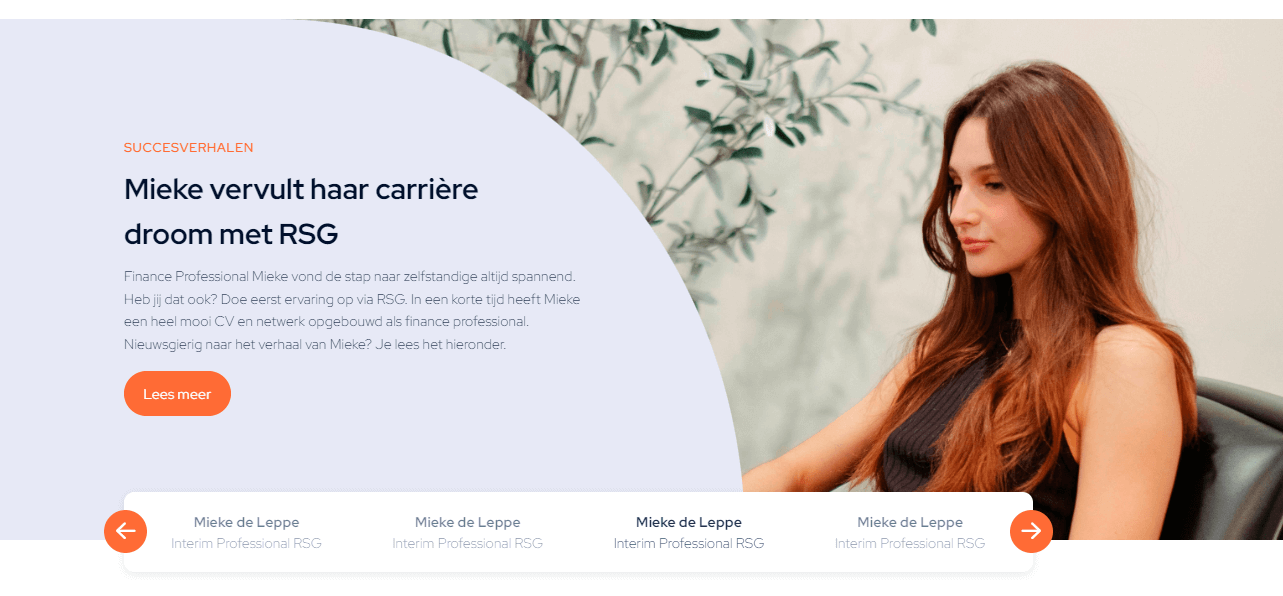 SUCCESVERHALEN
Mieke vervult haar carrière
droom met RSG
Finance Professional Mieke vond de stap naar zelfstandige altijd spannend.
Heb jij dat ook? Doe eerst ervaring op via RSG. In een korte tijd heeft Mieke
een heel mooi CV en netwerk opgebouwd als finance professional.
Nieuwsgierig naar het verhaal van Mieke? Je lees het hieronder.
Lees meer
Mieke de Leppe Mieke de Leppe Mieke de Leppe Mieke de Leppe
Interim Professional RSG Interim Professional RSG Interim Professional RSG Interim Professional RSG